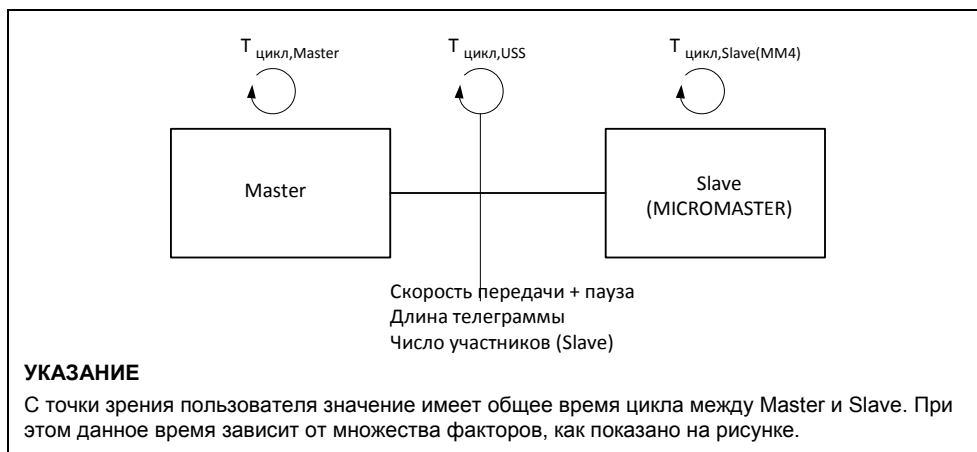 T цикл,Master
T цикл,USS
T цикл,Slave(MM4)
Master
Slave
(MICROMASTER)
Скорость передачи + пауза
Длина телеграммы
Число участников (Slave)
УКАЗАНИЕ
С точки зрения пользователя значение имеет общее время цикла между Master и Slave. При
этом данное время зависит от множества факторов, как показано на рисунке.